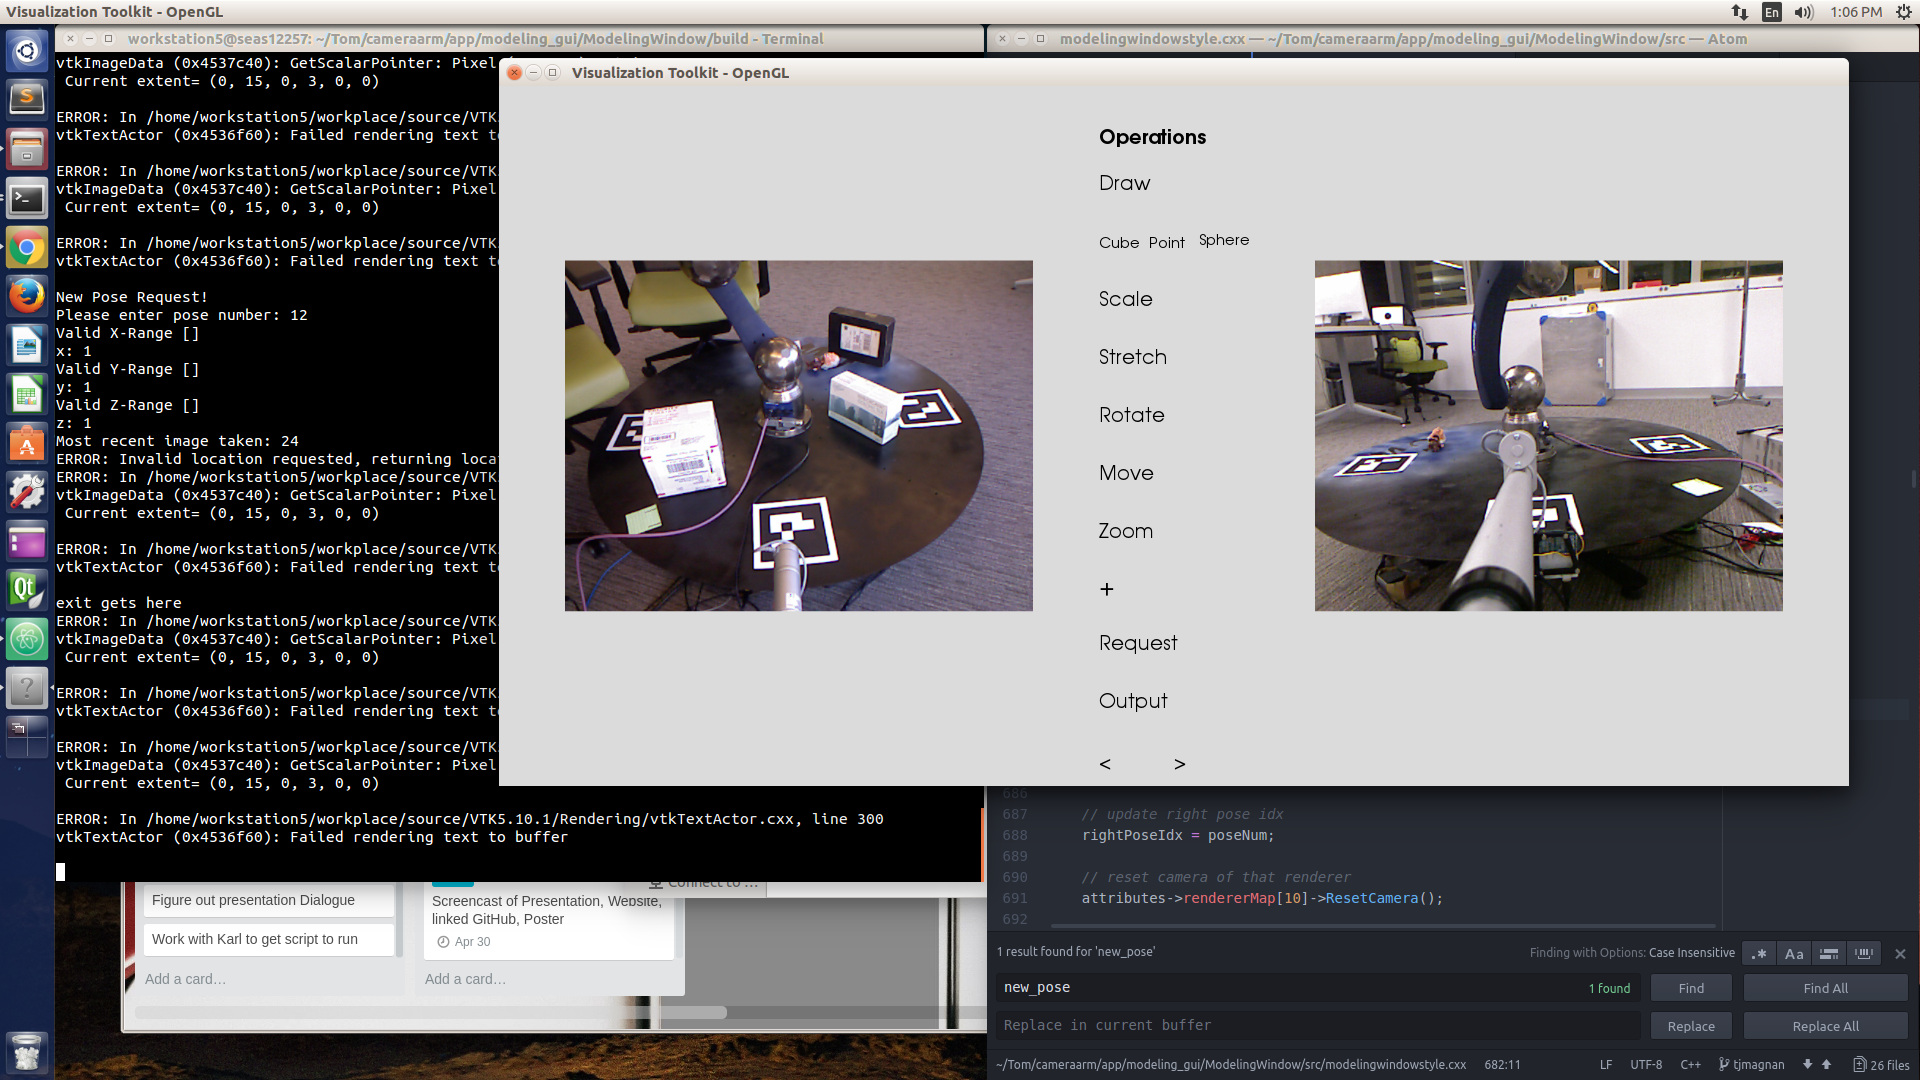 Visualization Toolkit - OpenGL
En
1:06 PM
workstation5@seas12257: ~/Tom/cameraarm/app/modeling_gui/ModelingWindow/build - Terminal
modelingwindowstyle.cxx — ~/Tom/cameraarm/app/modeling_gui/ModelingWindow/src — Atom
vtkImageData (0x4537c40): GetScalarPointer: Pixel
Current extent= (0, 15, 0, 3, 0, 0)
ERROR: In /home/workstation5/workplace/source/VTK
vtkTextActor (0x4536f60): Failed rendering text t
ERROR: In /home/workstation5/workplace/source/VTK
vtkImageData (0x4537c40): GetScalarPointer: Pixel
Current extent= (0, 15, 0, 3, 0, 0)
ERROR: In /home/workstation5/workplace/source/VTK
vtkTextActor (0x4536f60): Failed rendering text t
New Pose Request!
Please enter pose number: 12
Valid X-Range []
x: 1
Valid Y-Range []
y: 1
Valid Z-Range []
z: 1
Most recent image taken: 24
ERROR: Invalid location requested, returning loca
ERROR: In /home/workstation5/workplace/source/VTK
vtkImageData (0x4537c40): GetScalarPointer: Pixel
Current extent= (0, 15, 0, 3, 0, 0)
ERROR: In /home/workstation5/workplace/source/VTK
vtkTextActor (0x4536f60): Failed rendering text t
exit gets here
ERROR: In /home/workstation5/workplace/source/VTK
vtkImageData (0x4537c40): GetScalarPointer: Pixel
Current extent= (0, 15, 0, 3, 0, 0)
ERROR: In /home/workstation5/workplace/source/VTK
vtkTextActor (0x4536f60): Failed rendering text t
ERROR: In /home/workstation5/workplace/source/VTK
vtkImageData (0x4537c40): GetScalarPointer: Pixel
Current extent= (0, 15, 0, 3, 0, 0)
ERROR: In /home/workstation5/workplace/source/VTK5.10.1/Rendering/vtkTextActor.cxx, line 300
vtkTextActor (0x4536f60): Failed rendering text to buffer
Visualization Toolkit - OpenGL
Operations
Draw
Cube Point Sphere
Scale
Stretch
Rotate
Move
Zoom
+
Request
Output
< >
Figure out presentation Dialogue
Work with Karl to get script to run
Add a card…
Connect to …
Screencast of Presentation, Website,
linked GitHub, Poster
Apr 30
Add a card…
686
687 // update right pose idx
688 rightPoseIdx = poseNum;
689
690 // reset camera of that renderer
691 attributes->rendererMap[10]->ResetCamera();
692
1 result found for 'new_pose'
Finding with Options: Case Insensitive
.* Aa
new_pose
1 found
Find
Find All
Replace in current buffer
Replace
Replace All
~/Tom/cameraarm/app/modeling_gui/ModelingWindow/src/modelingwindowstyle.cxx 682:11
LF UTF-8 C++ tjmagnan 26 files